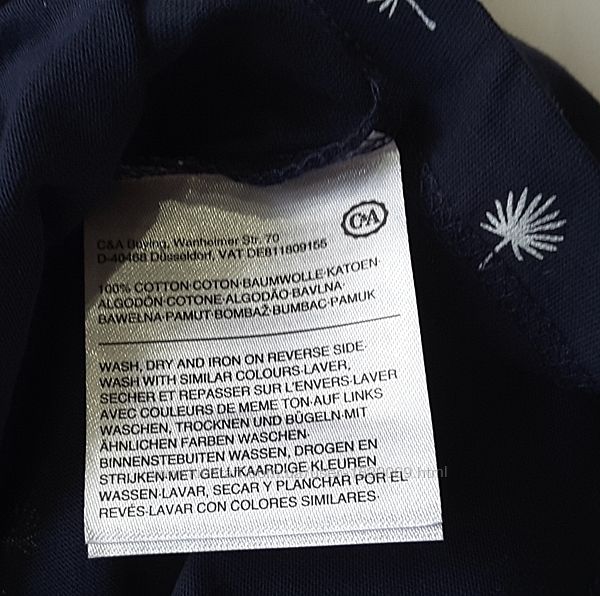 C&A
C&A Buying, Wanheimer Str. 70
D-40468 Düsseldorf, VAT DE811809155
100% COTTON·COTON·BAUMWOLLE·KATOEN·
ALGODÓN·COTONE·ALGODÃO·BAVLNA·
BAWEŁNA·PAMUT·BOMBAŽ·BUMBAC·PAMUK
WASH, DRY AND IRON ON REVERSE SIDE·
WASH WITH SIMILAR COLOURS·LAVER,
SECHER ET REPASSER SUR L'ENVERS·LAVER
AVEC COULEURS DE MEME TON·AUF LINKS
WASCHEN, TROCKNEN UND BÜGELN·MIT
ÄHNLICHEN FARBEN WASCHEN·
BINNENSTEBUITEN WASSEN, DROGEN EN
STRIJKEN·MET GELIJKAARDIGE KLEUREN
WASSEN·LAVAR, SECAR Y PLANCHAR POR EL
REVÉS·LAVAR CON COLORES SIMILARES·